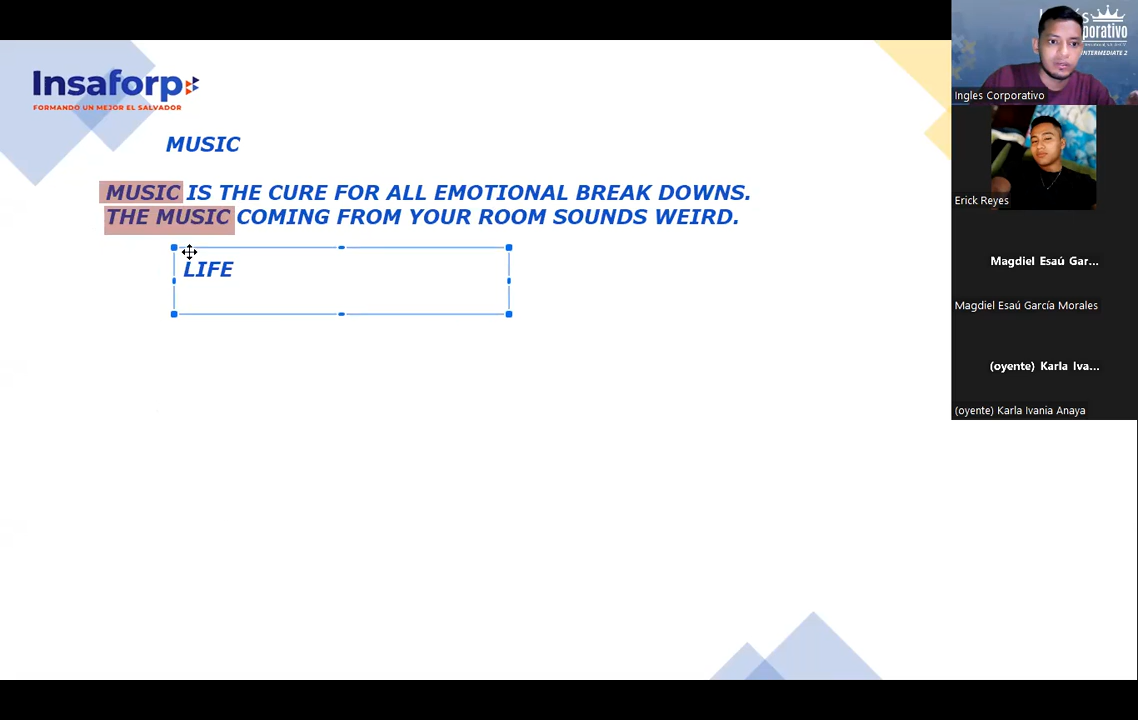 Insaforp
FORMANDO UN MEJOR EL SALVADOR
MUSIC
MUSIC IS THE CURE FOR ALL EMOTIONAL BREAK DOWNS.
THE MUSIC COMING FROM YOUR ROOM SOUNDS WEIRD.
LIFE
INTERMEDIATE 2
Ingles Corporativo
Erick Reyes
Magdiel Esaú Gar...
Magdiel Esaú García Morales
(oyente) Karla Iva...
(oyente) Karla Ivania Anaya